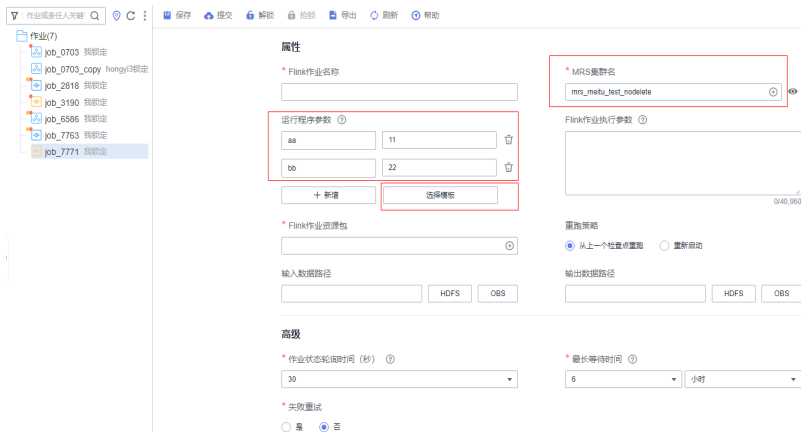 作业或责任人关键
保存 提交 解锁 抢锁 导出 刷新 帮助
作业(7)
job_0703 我锁定
job_0703_copy hongyi3锁定
job_2818 我锁定
job_3190 我锁定
job_6586 我锁定
job_7763 我锁定
job_7771 我锁定
属性
* Flink作业名称
* MRS集群名
mrs_meitu_test_nodelete
运行程序参数
aa 11
bb 22
+ 新增 选择模板
Flink作业执行参数
0/40,960
* Flink作业资源包
重跑策略
从上一个检查点重跑 重新启动
输入数据路径
HDFS OBS
输出数据路径
HDFS OBS
高级
* 作业状态轮询时间（秒）
30
* 最长等待时间
6 小时
* 失败重试
是 否